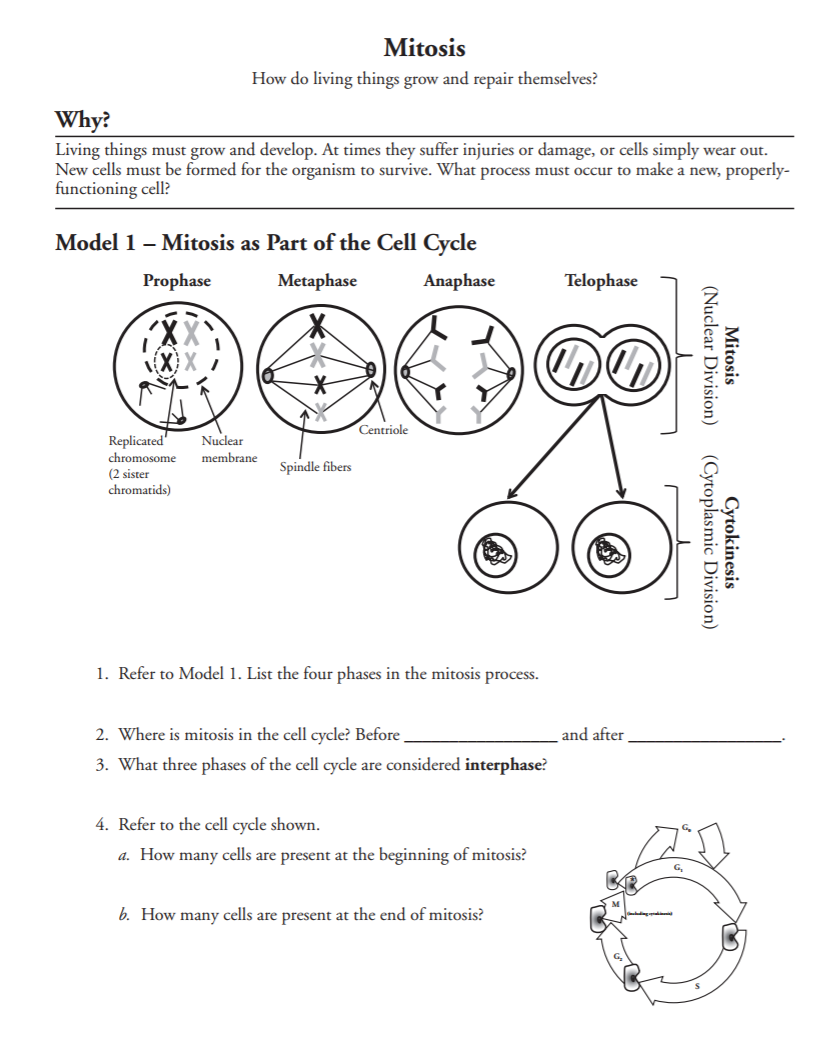 Mitosis
How do living things grow and repair themselves?
Why?
Living things must grow and develop. At times they suffer injuries or damage, or cells simply wear out.
New cells must be formed for the organism to survive. What process must occur to make a new, properly-
functioning cell?
Model 1 – Mitosis as Part of the Cell Cycle
Prophase
Metaphase
Anaphase
Telophase
Mitosis
(Nuclear Division)
Replicated
chromosome
(2 sister
chromatids)
Nuclear
membrane
Spindle fibers
Centriole
Cytokinesis
(Cytoplasmic Division)
1. Refer to Model 1. List the four phases in the mitosis process.
2. Where is mitosis in the cell cycle? Before _________________ and after _________________.
3. What three phases of the cell cycle are considered interphase?
4. Refer to the cell cycle shown.
a. How many cells are present at the beginning of mitosis?
b. How many cells are present at the end of mitosis?
G₀
G₁
M
(including cytokinesis)
G₂
S